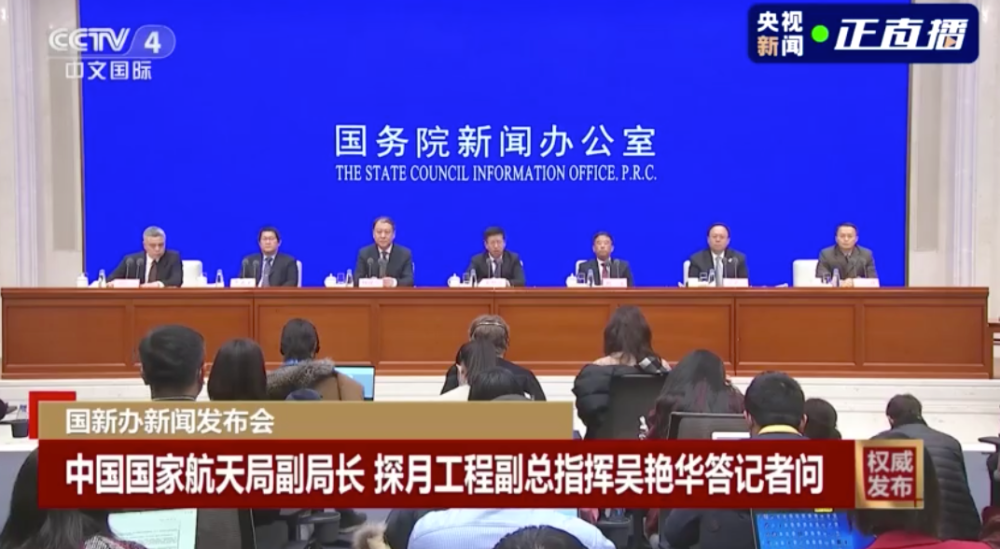 CCTV 4
中文国际
央视
新闻
正直播
国务院新闻办公室
THE STATE COUNCIL INFORMATION OFFICE, P.R.C.
国新办新闻发布会
中国国家航天局副局长 探月工程副总指挥吴艳华答记者问
权威
发布